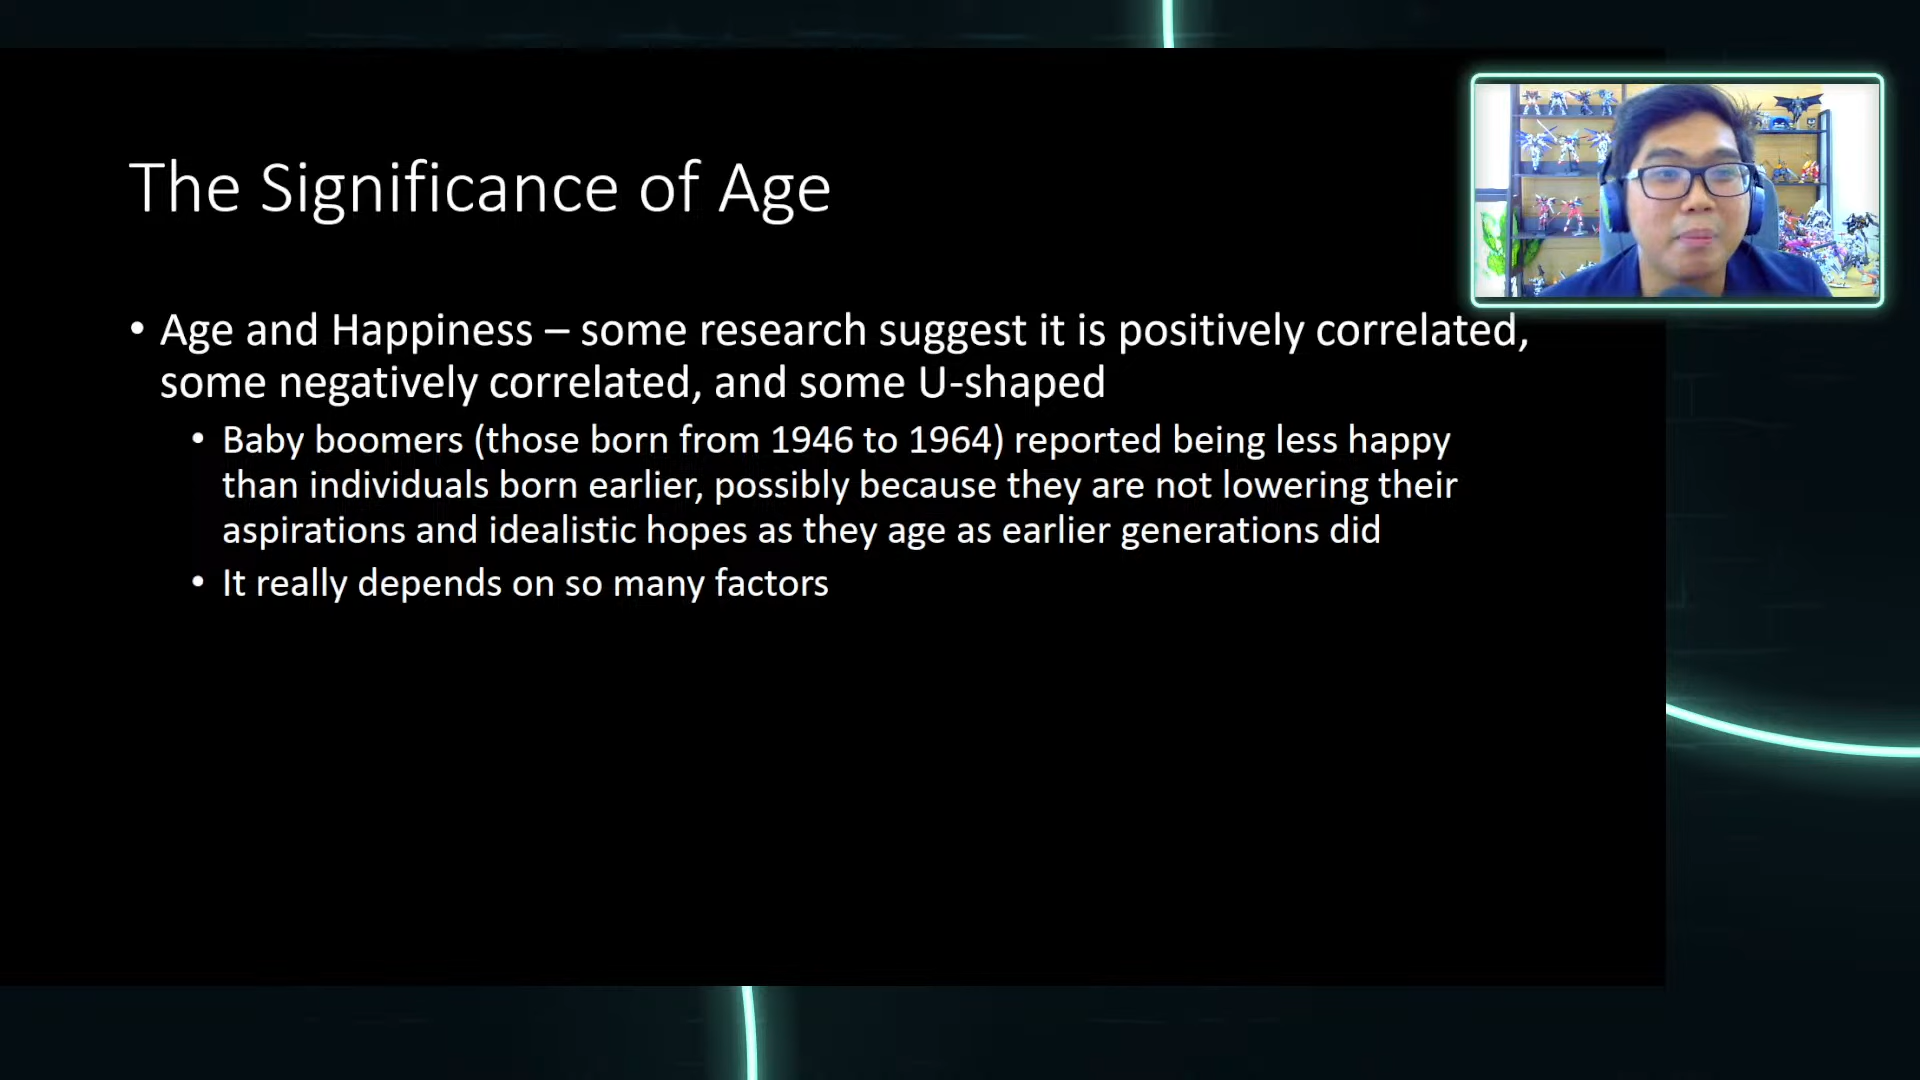 The Significance of Age
• Age and Happiness – some research suggest it is positively correlated,
some negatively correlated, and some U-shaped
• Baby boomers (those born from 1946 to 1964) reported being less happy
than individuals born earlier, possibly because they are not lowering their
aspirations and idealistic hopes as they age as earlier generations did
• It really depends on so many factors